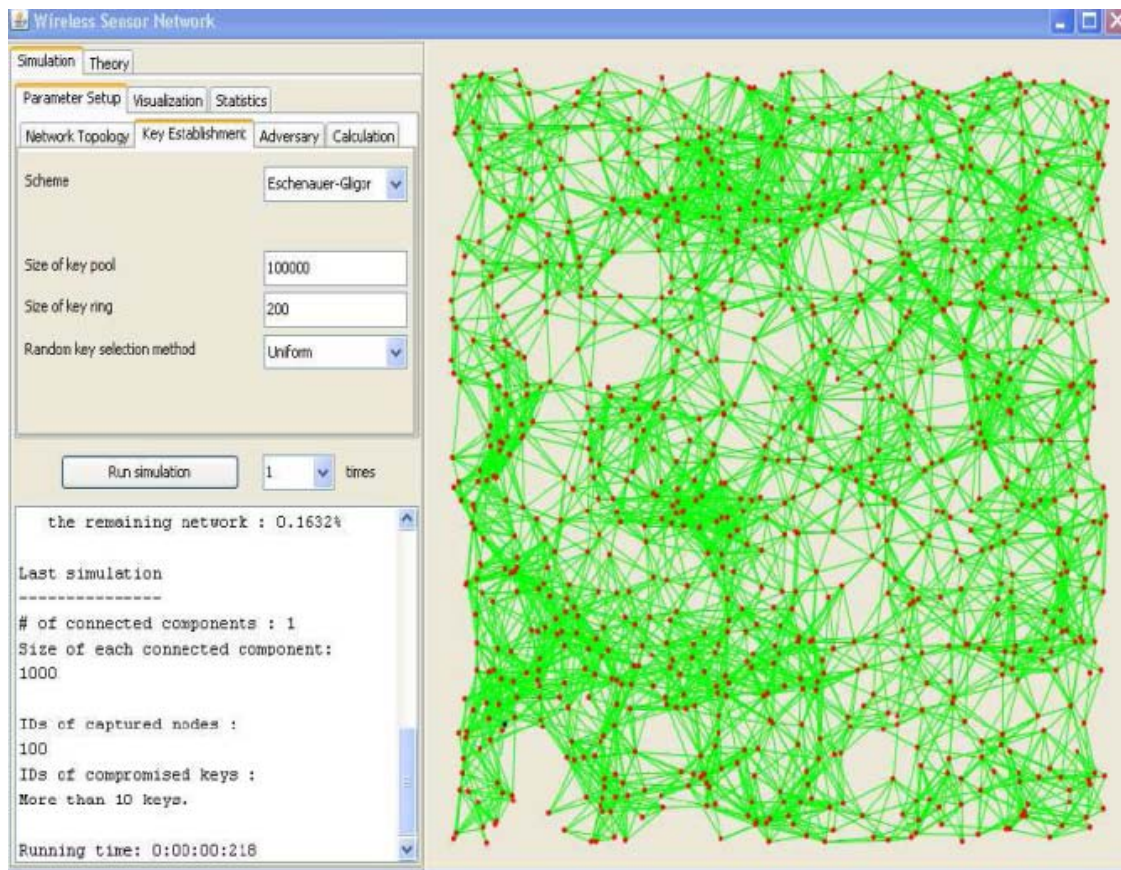 Wireless Sensor Network
Simulation Theory
Parameter Setup Visualization Statistics
Network Topology Key Establishment Adversary Calculation
Scheme Eschenauer-Gligor
Size of key pool 100000
Size of key ring 200
Random key selection method Uniform
Run simulation 1 times
the remaining network : 0.1632%
Last simulation
---------------
# of connected components : 1
Size of each connected component:
1000
IDs of captured nodes :
100
IDs of compromised keys :
More than 10 keys.
Running time: 0:00:00:218